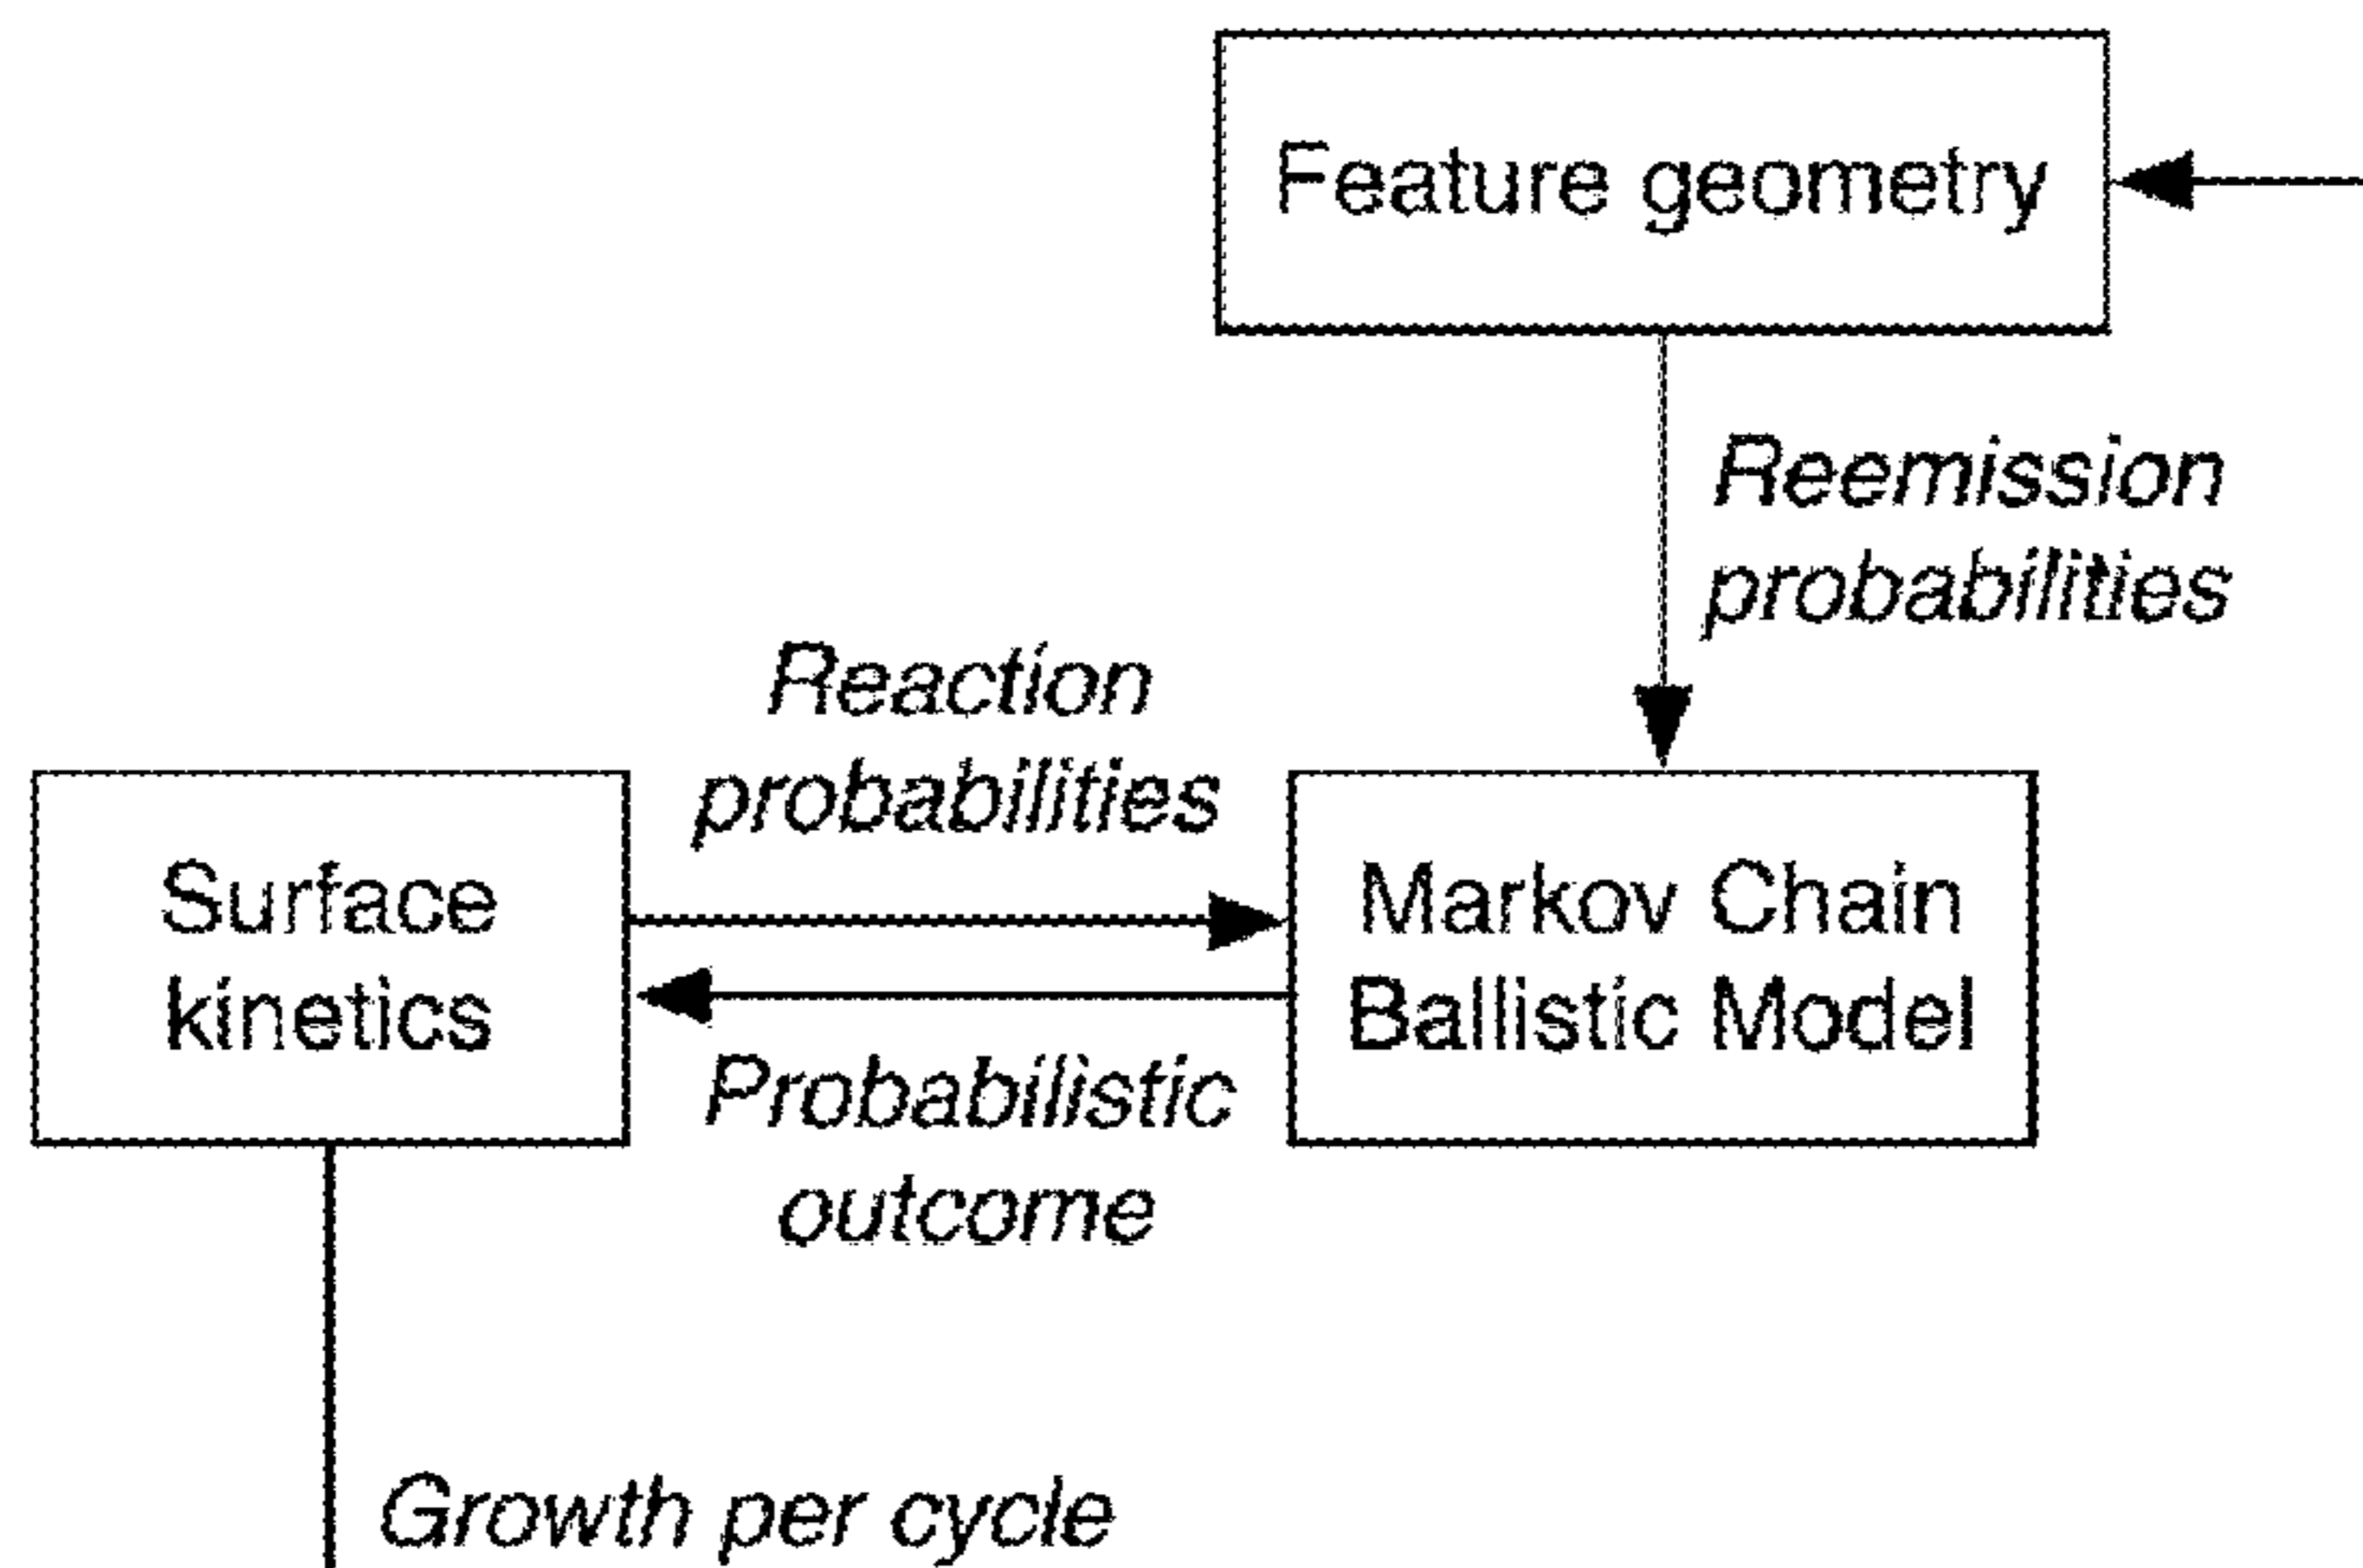 Feature geometry
Reemission
probabilities
Reaction
probabilities
Surface
kinetics
Markov Chain
Ballistic Model
Probabilistic
outcome
Growth per cycle